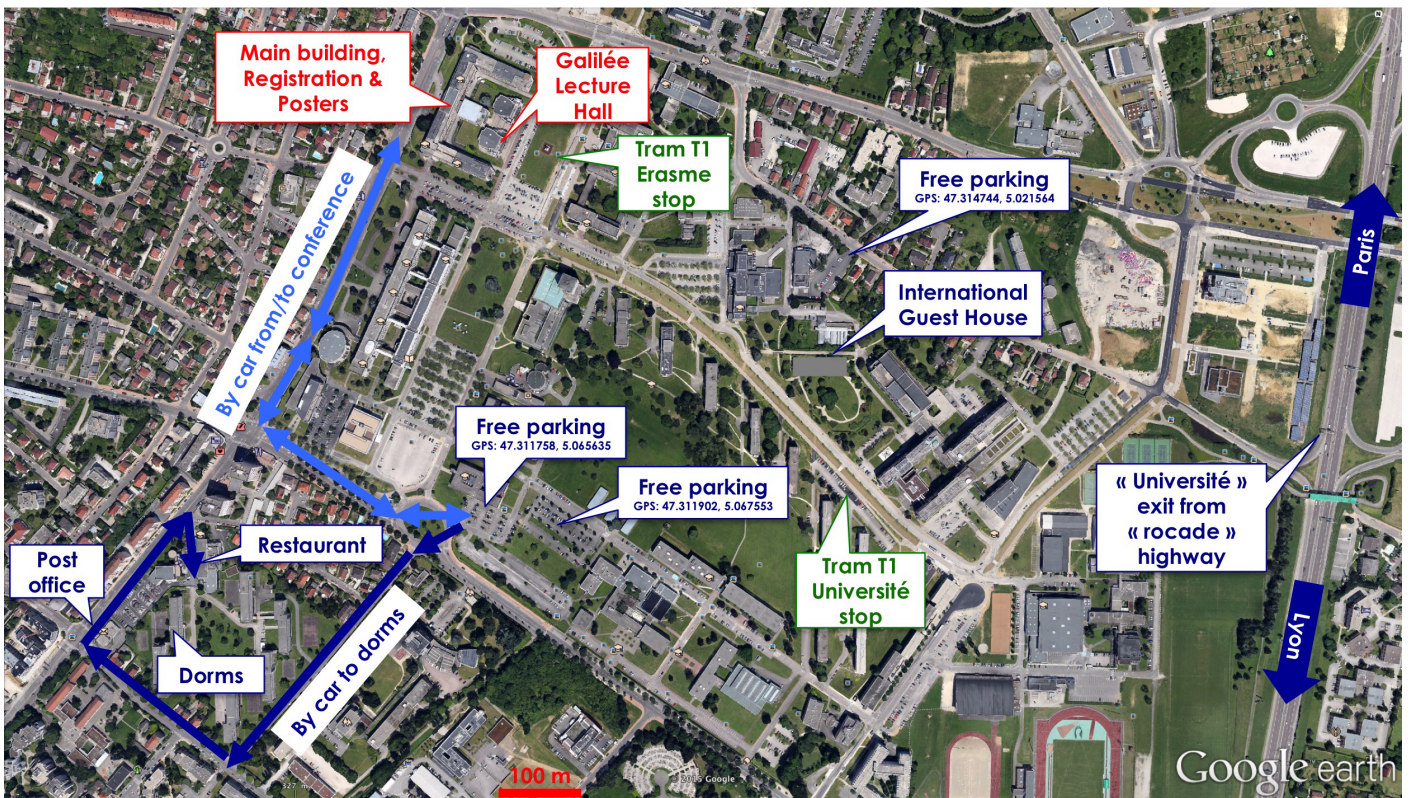 Main building,
Registration &
Posters
Galilée
Lecture
Hall
Tram T1
Erasme
stop
Free parking
GPS: 47.314744, 5.021564
Paris
International
Guest House
By car from/to conference
Free parking
GPS: 47.311758, 5.065635
Free parking
GPS: 47.311902, 5.067553
« Université »
exit from
« rocade »
highway
Post
office
Restaurant
Tram T1
Université
stop
Dorms
By car to dorms
Lyon
100 m
327 m
© 2015 Google
Google earth